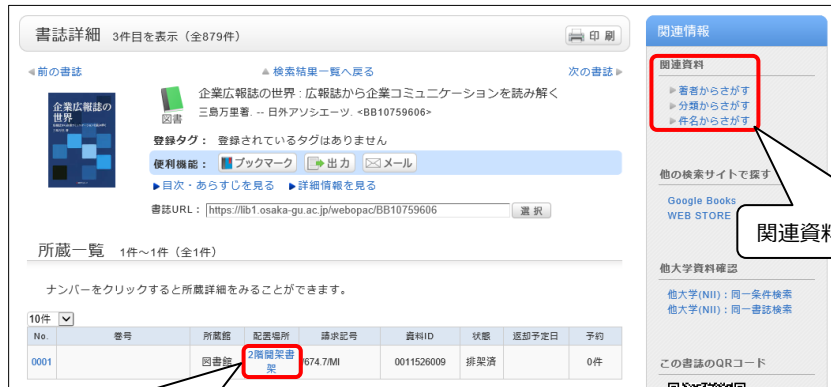 書誌詳細 3件目を表示（全879件）
印 刷
◀前の書誌
▲検索結果一覧へ戻る
次の書誌▶
企業広報誌の
世界
図書
企業広報誌の世界 : 広報誌から企業コミュニケーションを読み解く
三島万里著. -- 日外アソシエーツ. <BB10759606>
登録タグ： 登録されているタグはありません
便利機能： ブックマーク 出 力 メール
▶目次・あらすじを見る ▶詳細情報を見る
書誌URL： https://lib1.osaka-gu.ac.jp/webopac/BB10759606 選 択
所蔵一覧 1件～1件（全1件）
ナンバーをクリックすると所蔵詳細をみることができます。
10件
No. 巻号 所蔵館 配置場所 請求記号 資料ID 状態 返却予定日 予約
0001 図書館 2階開架書架 674.7/MI 0011526009 排架済 0件
関連情報
関連資料
▶著者からさがす
▶分類からさがす
▶件名からさがす
他の検索サイトで探す
Google Books
WEB STORE
関連資料
他大学資料確認
他大学(NII)：同一条件検索
他大学(NII)：同一書誌検索
この書誌のQRコード